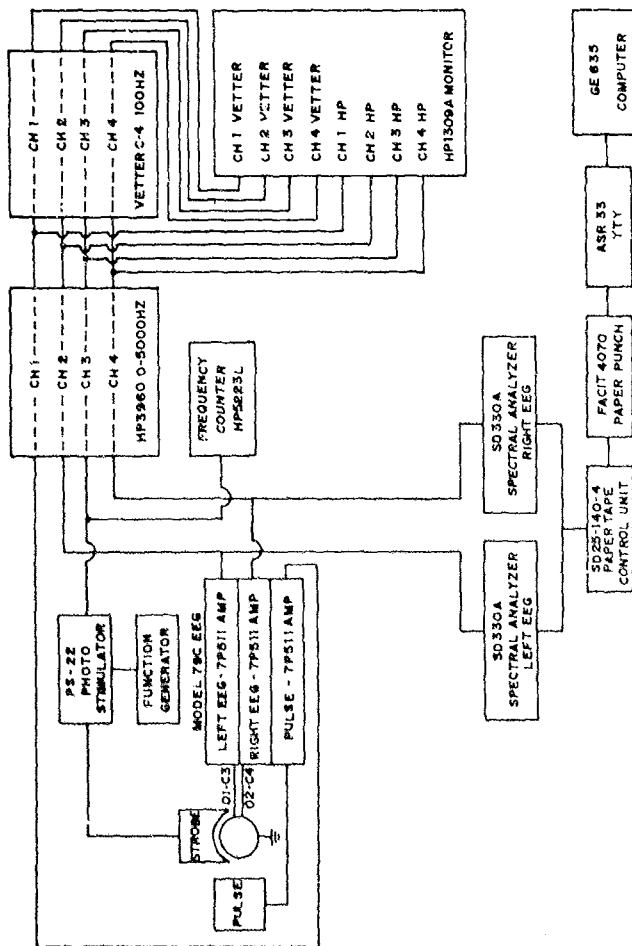 CH 1
CH 2
CH 3
CH 4
VETTER C-4 100HZ
CH 1 VETTER
CH 2 VETTER
CH 3 VETTER
CH 4 VETTER
CH 1 HP
CH 2 HP
CH 3 HP
CH 4 HP
HP1309A MONITOR
GE 635
COMPUTER
ASR 33
YTY
FACIT 4070
PAPER PUNCH
SD25-140-4
PAPER TAPE
CONTROL UNIT
CH 1
CH 2
CH 3
CH 4
HP3960 0-5000HZ
FREQUENCY
COUNTER
HP5223L
SD330A
SPECTRAL ANALYZER
RIGHT EEG
SD330A
SPECTRAL ANALYZER
LEFT EEG
PS-22
PHOTO
STIMULATOR
FUNCTION
GENERATOR
MODEL 79C EEG
LEFT EEG-7P511 AMP
RIGHT EEG-7P511 AMP
PULSE-7P511 AMP
O1-C3
O2-C4
STROBE
PULSE